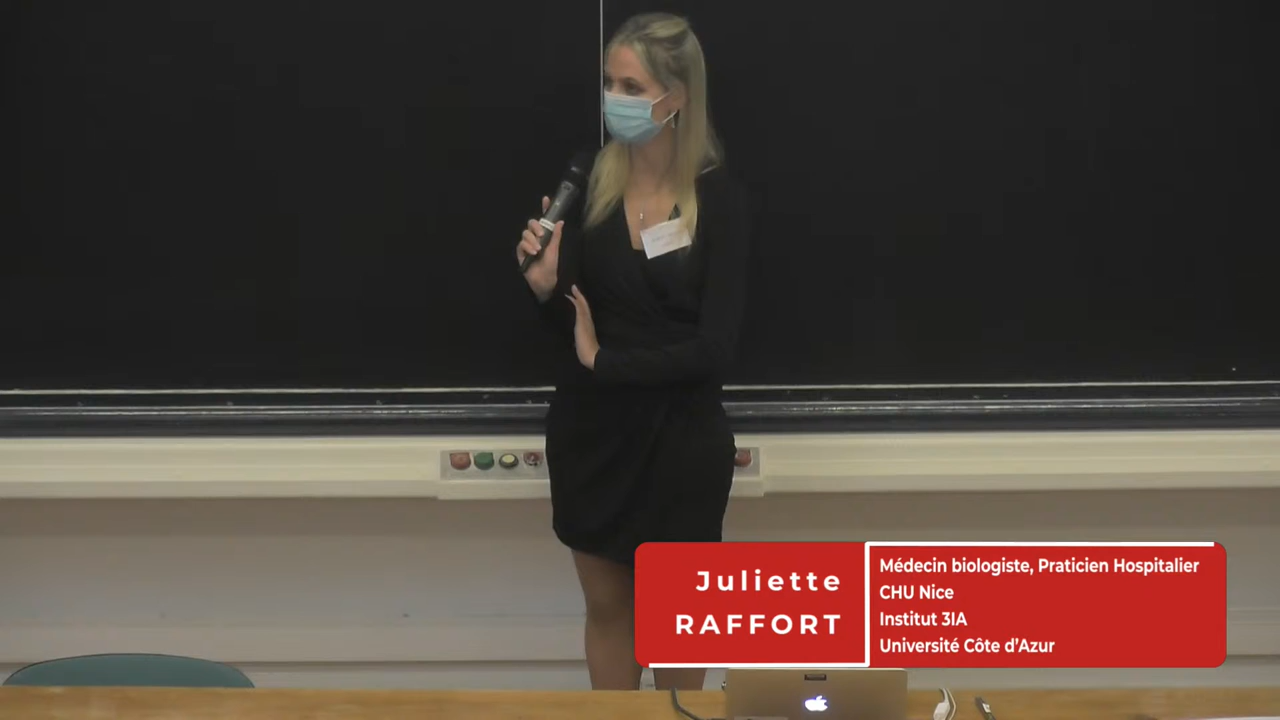 Juliette
RAFFORT
Médecin biologiste, Praticien Hospitalier
CHU Nice
Institut 3IA
Université Côte d'Azur